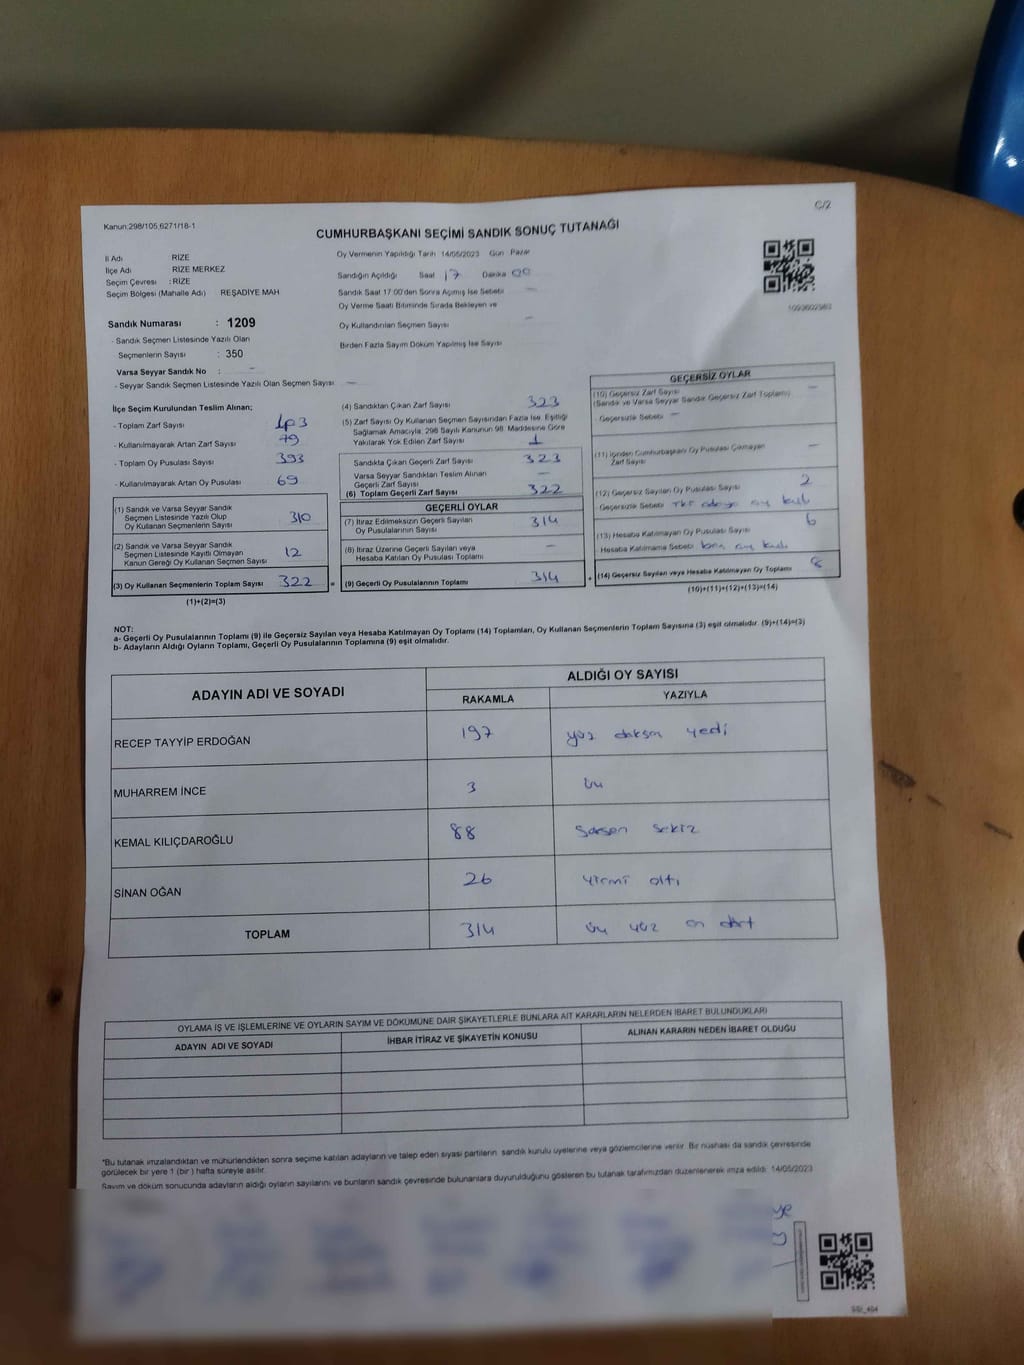 Kanun:298/105,6271/18-1
C/2
CUMHURBAŞKANI SEÇİMİ SANDIK SONUÇ TUTANAĞI
İl Adı RİZE
İlçe Adı RİZE MERKEZ
Seçim Çevresi : RİZE
Seçim Bölgesi (Mahalle Adı) REŞADİYE MAH
Sandık Numarası : 1209
- Sandık Seçmen Listesinde Yazılı Olan
- Seçmenlerin Sayısı : 350
Varsa Seyyar Sandık No : -
- Seyyar Sandık Seçmen Listesinde Yazılı Olan Seçmen Sayısı -
Oy Vermenin Yapıldığı Tarih 14/05/2023 Gün Pazar
Sandığın Açıldığı Saat 17 Dakika 00
Sandık Saat 17:00'den Sonra Açımış İse Sebebi -
Oy Verme Saati Bitiminde Sırada Bekleyen ve
Oy Kullandırılan Seçmen Sayısı -
Birden Fazla Sayım Döküm Yapılmış İse Sayısı
İlçe Seçim Kurulundan Teslim Alınan;
- Toplam Zarf Sayısı
- Kullanılmayarak Artan Zarf Sayısı 79
- Toplam Oy Pusulası Sayısı 393
- Kullanılmayarak Artan Oy Pusulası 69
(1) Sandık ve Varsa Seyyar Sandık
Seçmen Listesinde Yazılı Olup
Oy Kullanan Seçmenlerin Sayısı 310
(2) Sandık ve Varsa Seyyar Sandık
Seçmen Listesinde Kayıtlı Olmayan
Kanun Gereği Oy Kullanan Seçmen Sayısı 12
(3) Oy Kullanan Seçmenlerin Toplam Sayısı 322 =
(1)+(2)=(3)
(4) Sandıktan Çıkan Zarf Sayısı 323
(5) Zarf Sayısı Oy Kullanan Seçmen Sayısından Fazla İse, Eşitliği
Sağlamak Amacıyla, 298 Sayılı Kanunun 98. Maddesine Göre
Yakılarak Yok Edilen Zarf Sayısı 1
Sandıkta Çıkan Geçerli Zarf Sayısı 323
Varsa Seyyar Sandıktan Teslim Alınan
Geçerli Zarf Sayısı -
(6) Toplam Geçerli Zarf Sayısı 322
GEÇERLİ OYLAR
(7) İtiraz Edilmeksizin Geçerli Sayılan
Oy Pusulalarının Sayısı 314
(8) İtiraz Üzerine Geçerli Sayılan veya
Hesaba Katılan Oy Pusulası Toplamı -
(9) Geçerli Oy Pusulalarının Toplamı 314 +
GEÇERSİZ OYLAR
(10) Geçersiz Zarf Sayısı -
(Sandık ve Varsa Seyyar Sandık Geçersiz Zarf Toplamı)
- Geçersizlik Sebebi -
(11) İçinden Cumhurbaşkanı Oy Pusulası Çıkmayan
Zarf Sayısı -
(12) Geçersiz Sayılan Oy Pusulası Sayısı 2
Geçersizlik Sebebi
(13) Hesaba Katılmayan Oy Pusulası Sayısı 6
Hesaba Katılmama Sebebi
(14) Geçersiz Sayılan veya Hesaba Katılmayan Oy Toplamı 8
(10)+(11)+(12)+(13)=(14)
NOT:
a- Geçerli Oy Pusulalarının Toplamı (9) ile Geçersiz Sayılan veya Hesaba Katılmayan Oy Toplamı (14) Toplamları, Oy Kullanan Seçmenlerin Toplam Sayısına (3) eşit olmalıdır. (9)+(14)=(3)
b- Adayların Aldığı Oyların Toplamı, Geçerli Oy Pusulalarının Toplamına (9) eşit olmalıdır.
ADAYIN ADI VE SOYADI ALDIĞI OY SAYISI
RAKAMLA YAZIYLA
RECEP TAYYİP ERDOĞAN 197 yüz doksan yedi
MUHARREM İNCE 3 üç
KEMAL KILIÇDAROĞLU 88 seksen sekiz
SİNAN OĞAN 26 yirmi altı
TOPLAM 314 üç yüz on dört
OYLAMA İŞ VE İŞLEMLERİNE VE OYLARIN SAYIM VE DÖKÜMÜNE DAİR ŞİKAYETLERLE BUNLARA AİT KARARLARIN NELERDEN İBARET BULUNDUKLARI
ADAYIN ADI VE SOYADI İHBAR İTİRAZ VE ŞİKAYETİN KONUSU ALINAN KARARIN NEDEN İBARET OLDUĞU
*Bu tutanak imzalandıktan ve mühürlendikten sonra seçime katılan adayların ve talep eden siyasi partilerin sandık kurulu üyelerine veya gözlemcilerine verilir. Bir nüshası da sandık çevresinde
görülecek bir yere 1 (bir) hafta süreyle asılır.
Sayım ve döküm sonucunda adayların aldığı oyların sayılarını ve bunların sandık çevresinde bulunanlara duyurulduğunu gösteren bu tutanak tarafımızdan düzenlenerek imza edildi. 14/05/2023